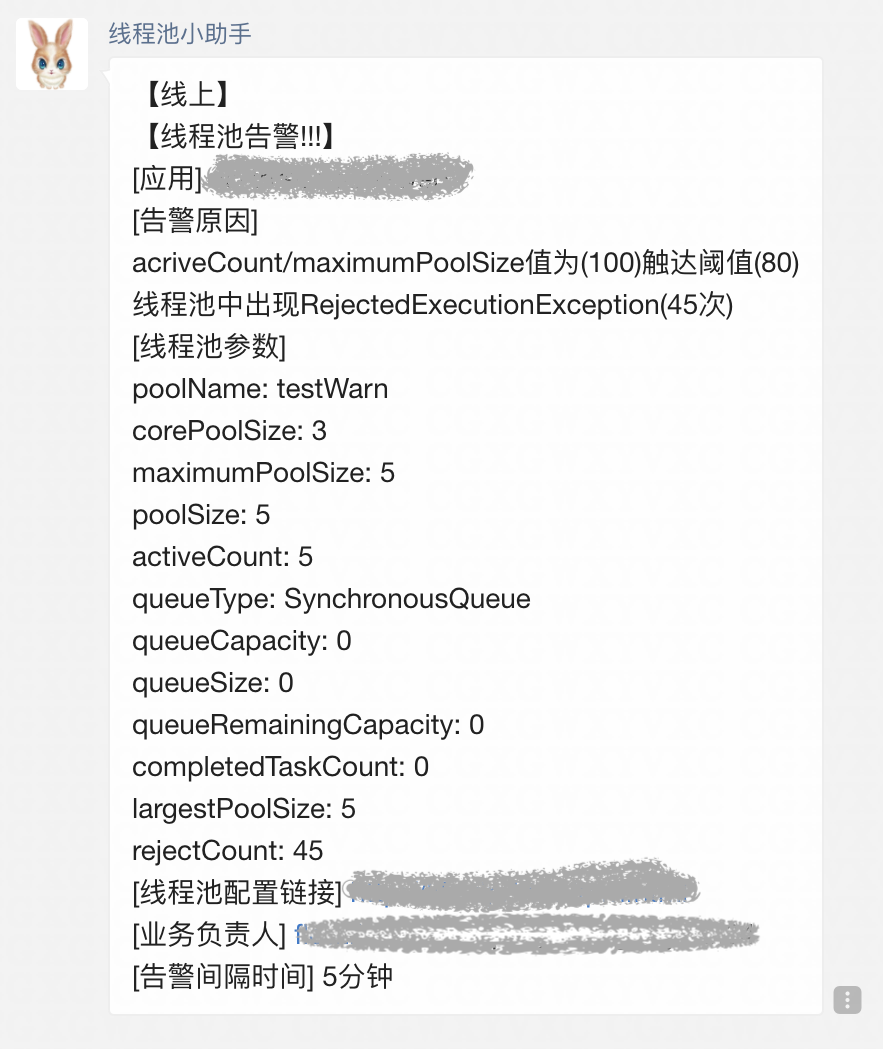 线程池小助手
【线上】
【线程池告警!!!】
[应用]
[告警原因]
acriveCount/maximumPoolSize值为(100)触达阈值(80)
线程池中出现RejectedExecutionException(45次)
[线程池参数]
poolName: testWarn
corePoolSize: 3
maximumPoolSize: 5
poolSize: 5
activeCount: 5
queueType: SynchronousQueue
queueCapacity: 0
queueSize: 0
queueRemainingCapacity: 0
completedTaskCount: 0
largestPoolSize: 5
rejectCount: 45
[线程池配置链接]
[业务负责人]
[告警间隔时间] 5分钟